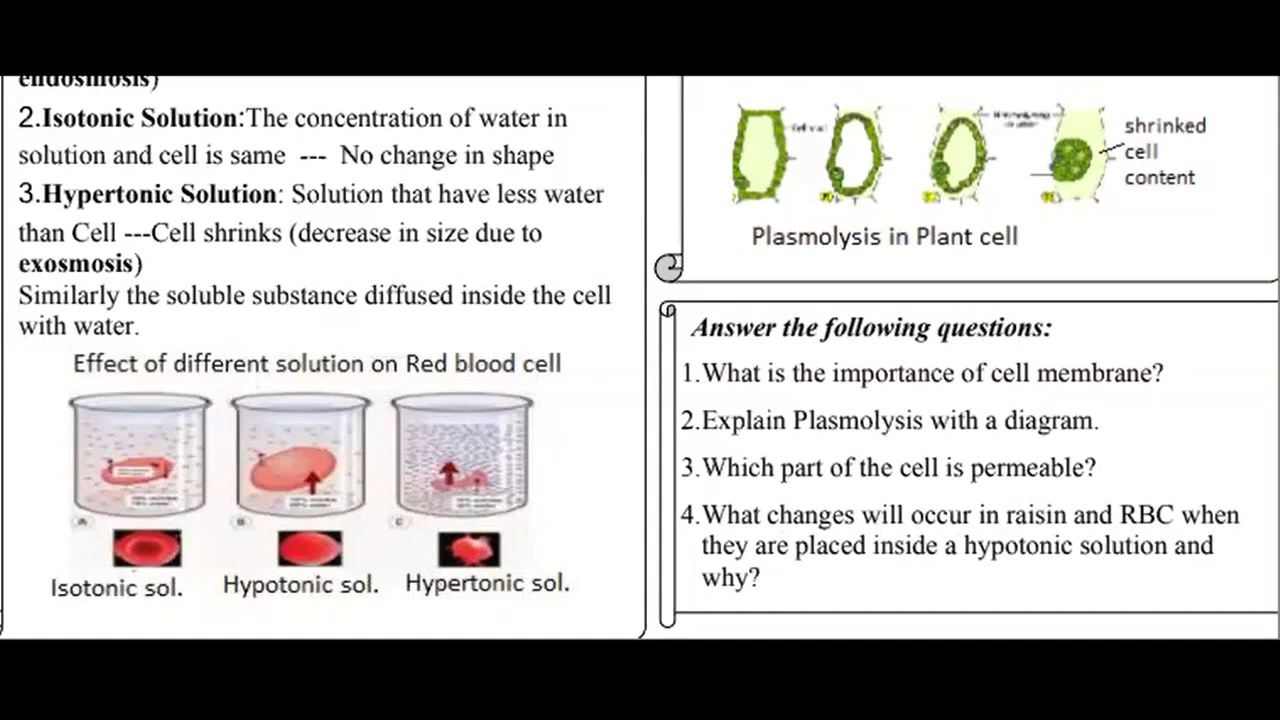 endosmosis)
2.Isotonic Solution:The concentration of water in
solution and cell is same --- No change in shape
3.Hypertonic Solution: Solution that have less water
than Cell ---Cell shrinks (decrease in size due to
exosmosis)
Similarly the soluble substance diffused inside the cell
with water.
Effect of different solution on Red blood cell
A
B
C
Isotonic sol.
Hypotonic sol.
Hypertonic sol.
shrinked
cell
content
Plasmolysis in Plant cell
Answer the following questions:
1.What is the importance of cell membrane?
2.Explain Plasmolysis with a diagram.
3.Which part of the cell is permeable?
4.What changes will occur in raisin and RBC when
they are placed inside a hypotonic solution and
why?